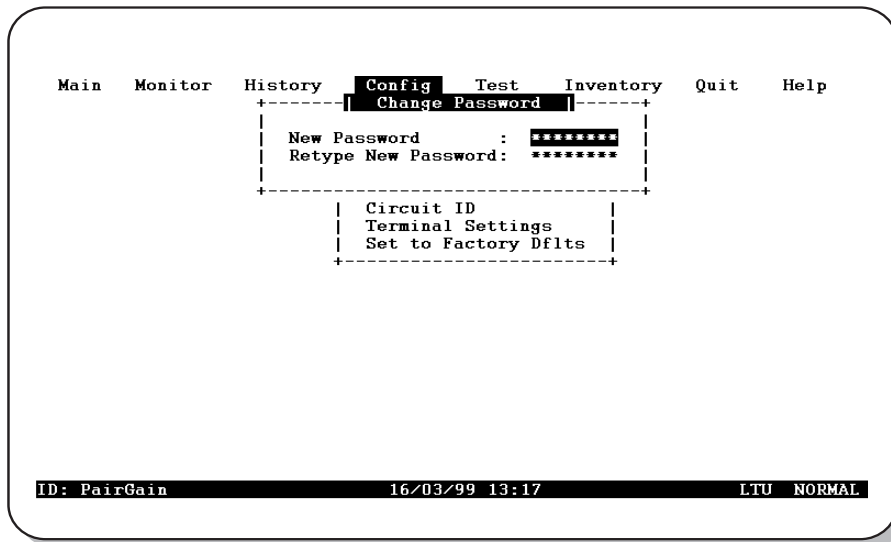 Main Monitor History Config Test Inventory Quit Help
Change Password
New Password : ********
Retype New Password: ********
Circuit ID
Terminal Settings
Set to Factory Dflts
ID: PairGain 16/03/99 13:17 LTU NORMAL